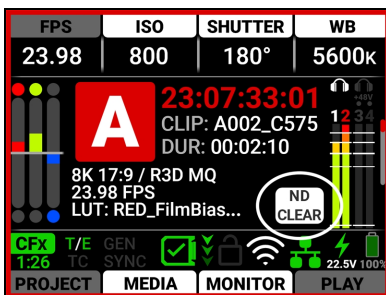 FPS ISO SHUTTER WB
23.98 800 180° 5600K
+48V
A 23:07:33:01 1 2 3 4
CLIP: A002_C575
DUR: 00:02:10
8K 17:9 / R3D MQ
23.98 FPS
LUT: RED_FilmBias...
ND
CLEAR
CFx T/E GEN
1:26 TC SYNC 22.5V 100%
PROJECT MEDIA MONITOR PLAY